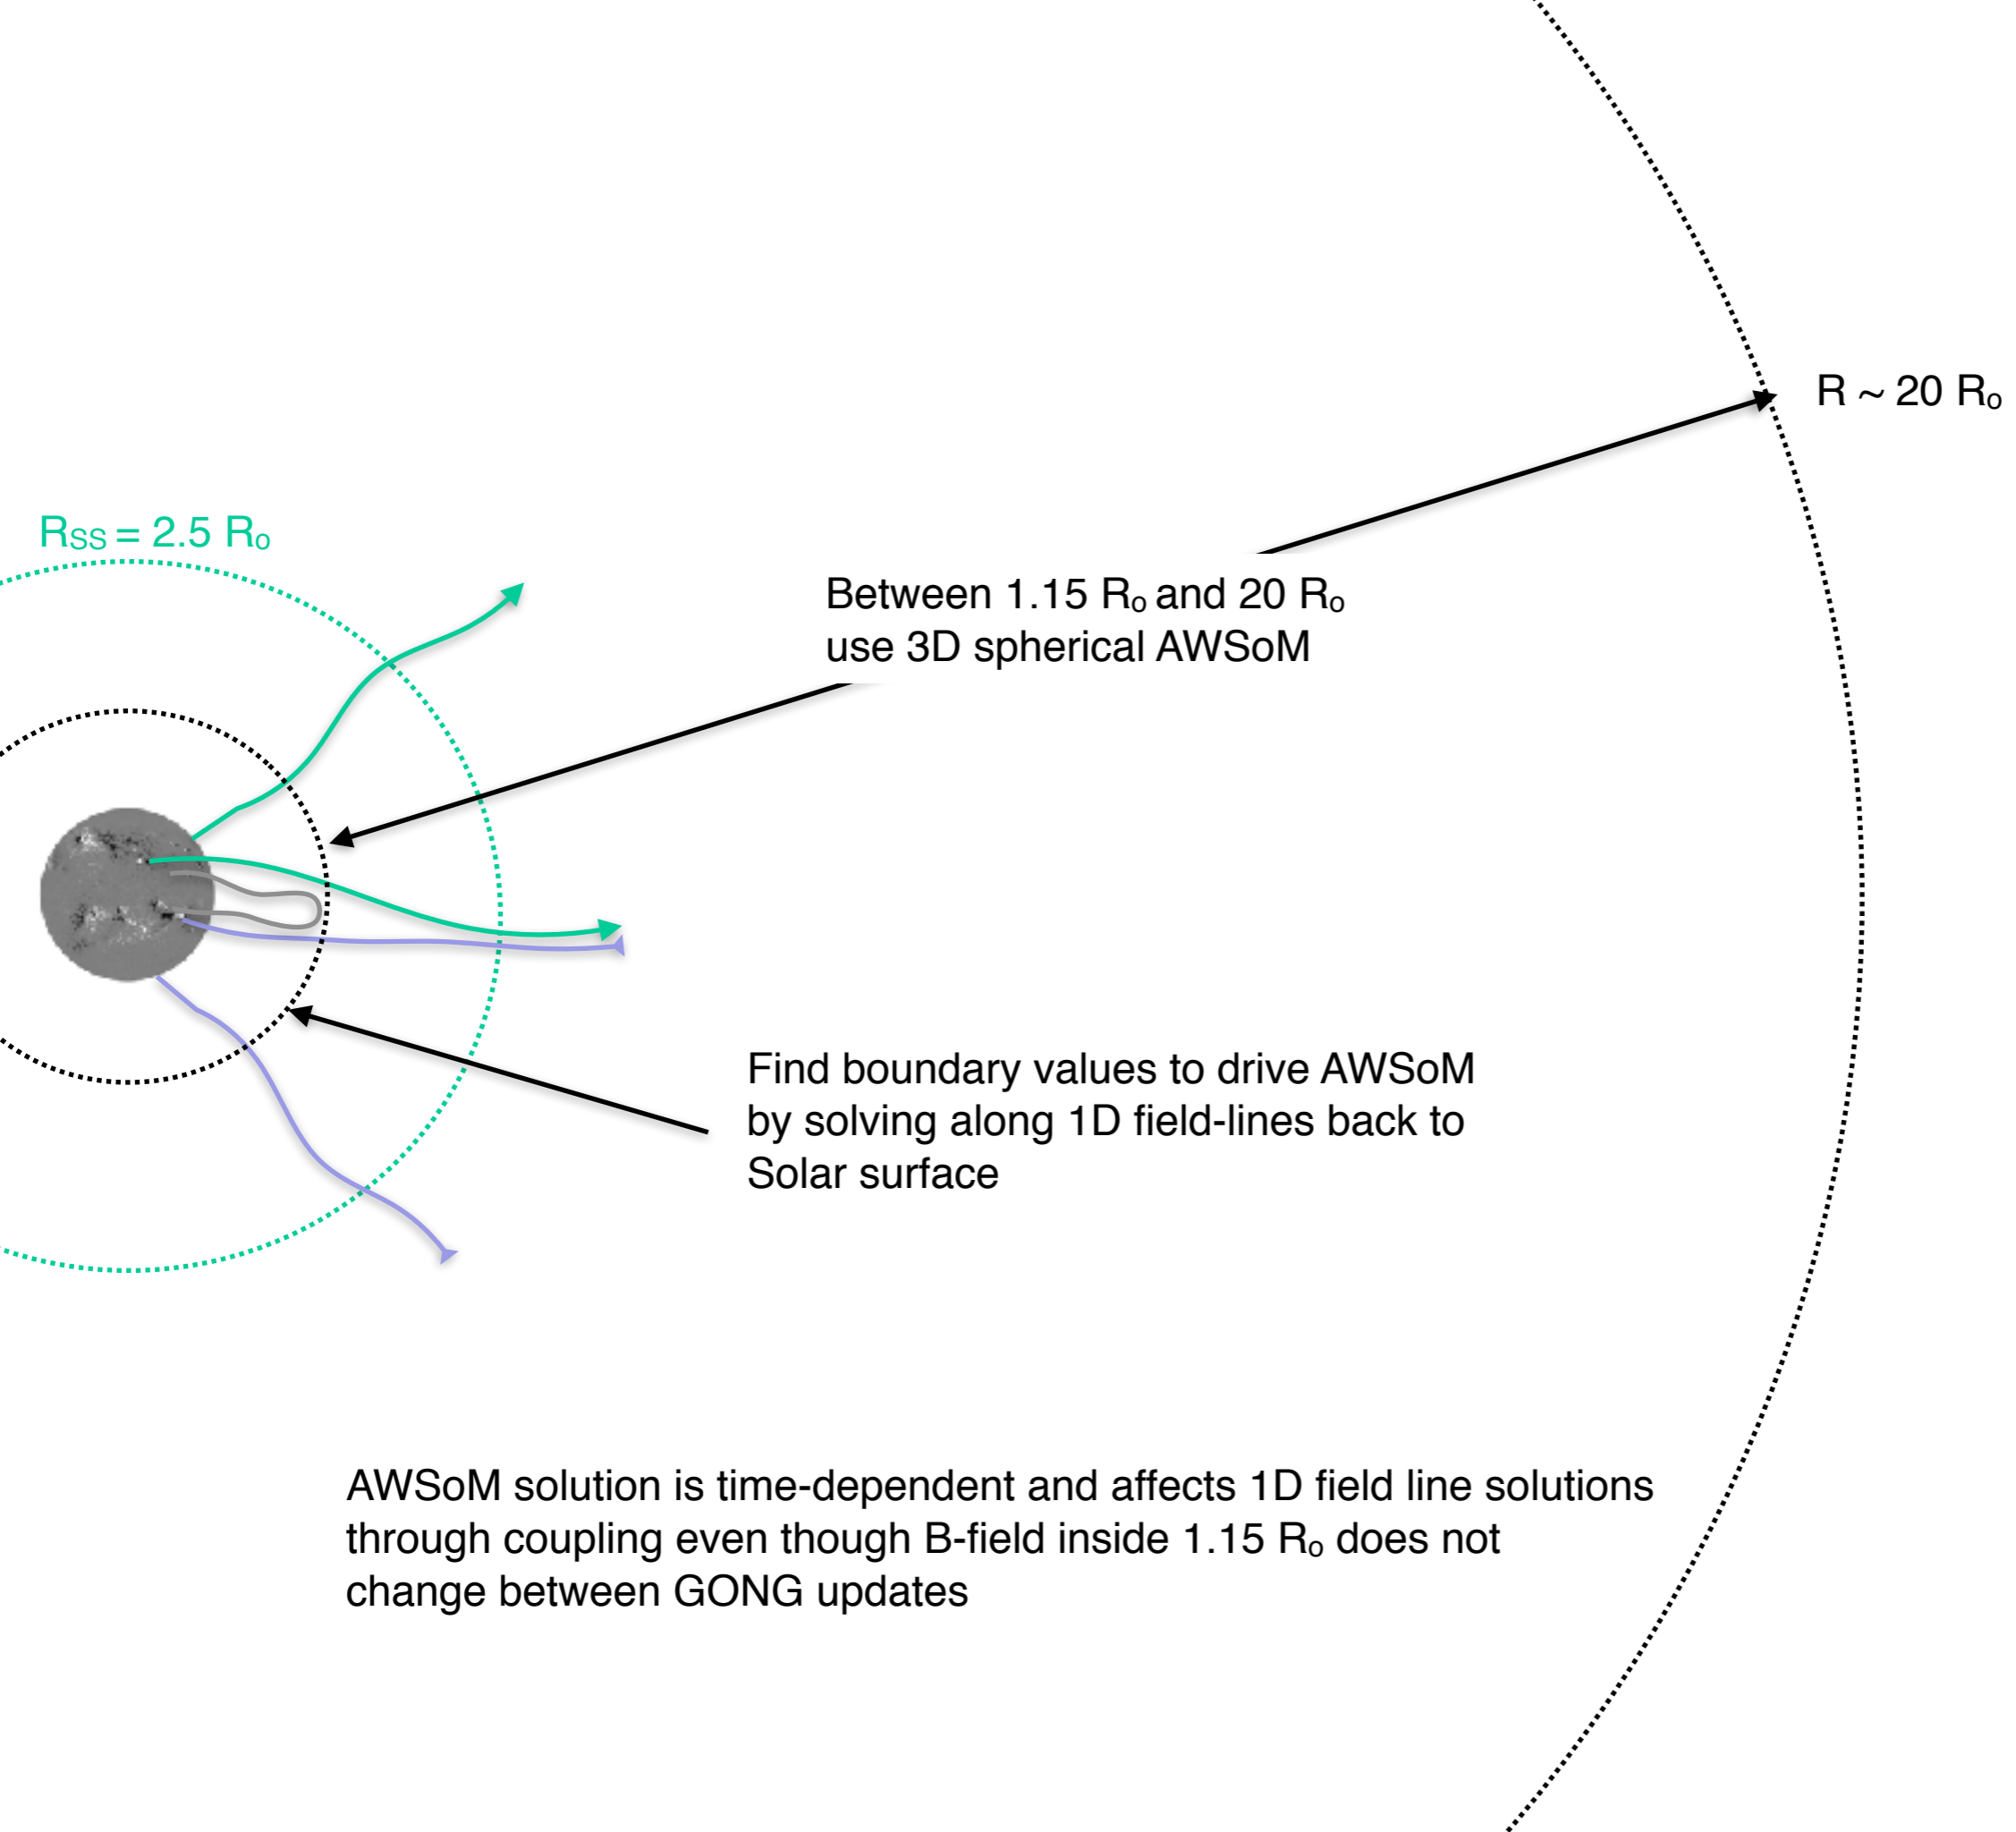 R ~ 20 Ro
RSS = 2.5 Ro
Between 1.15 Ro and 20 Ro
use 3D spherical AWSoM
Find boundary values to drive AWSoM
by solving along 1D field-lines back to
Solar surface
AWSoM solution is time-dependent and affects 1D field line solutions
through coupling even though B-field inside 1.15 Ro does not
change between GONG updates